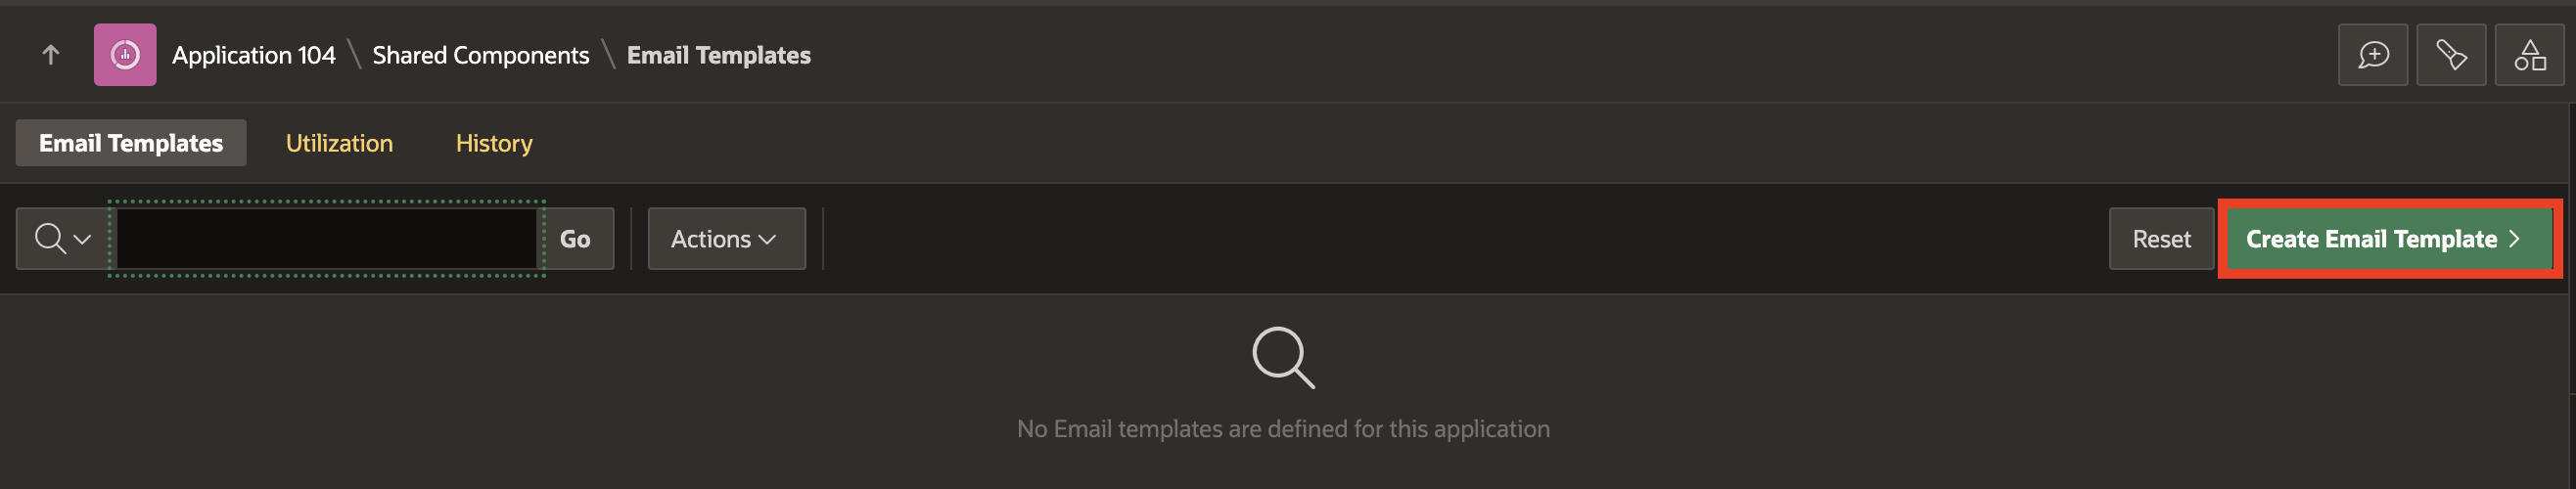 Application 104 \ Shared Components \ Email Templates
Email Templates Utilization History
Go Actions Reset Create Email Template
No Email templates are defined for this application